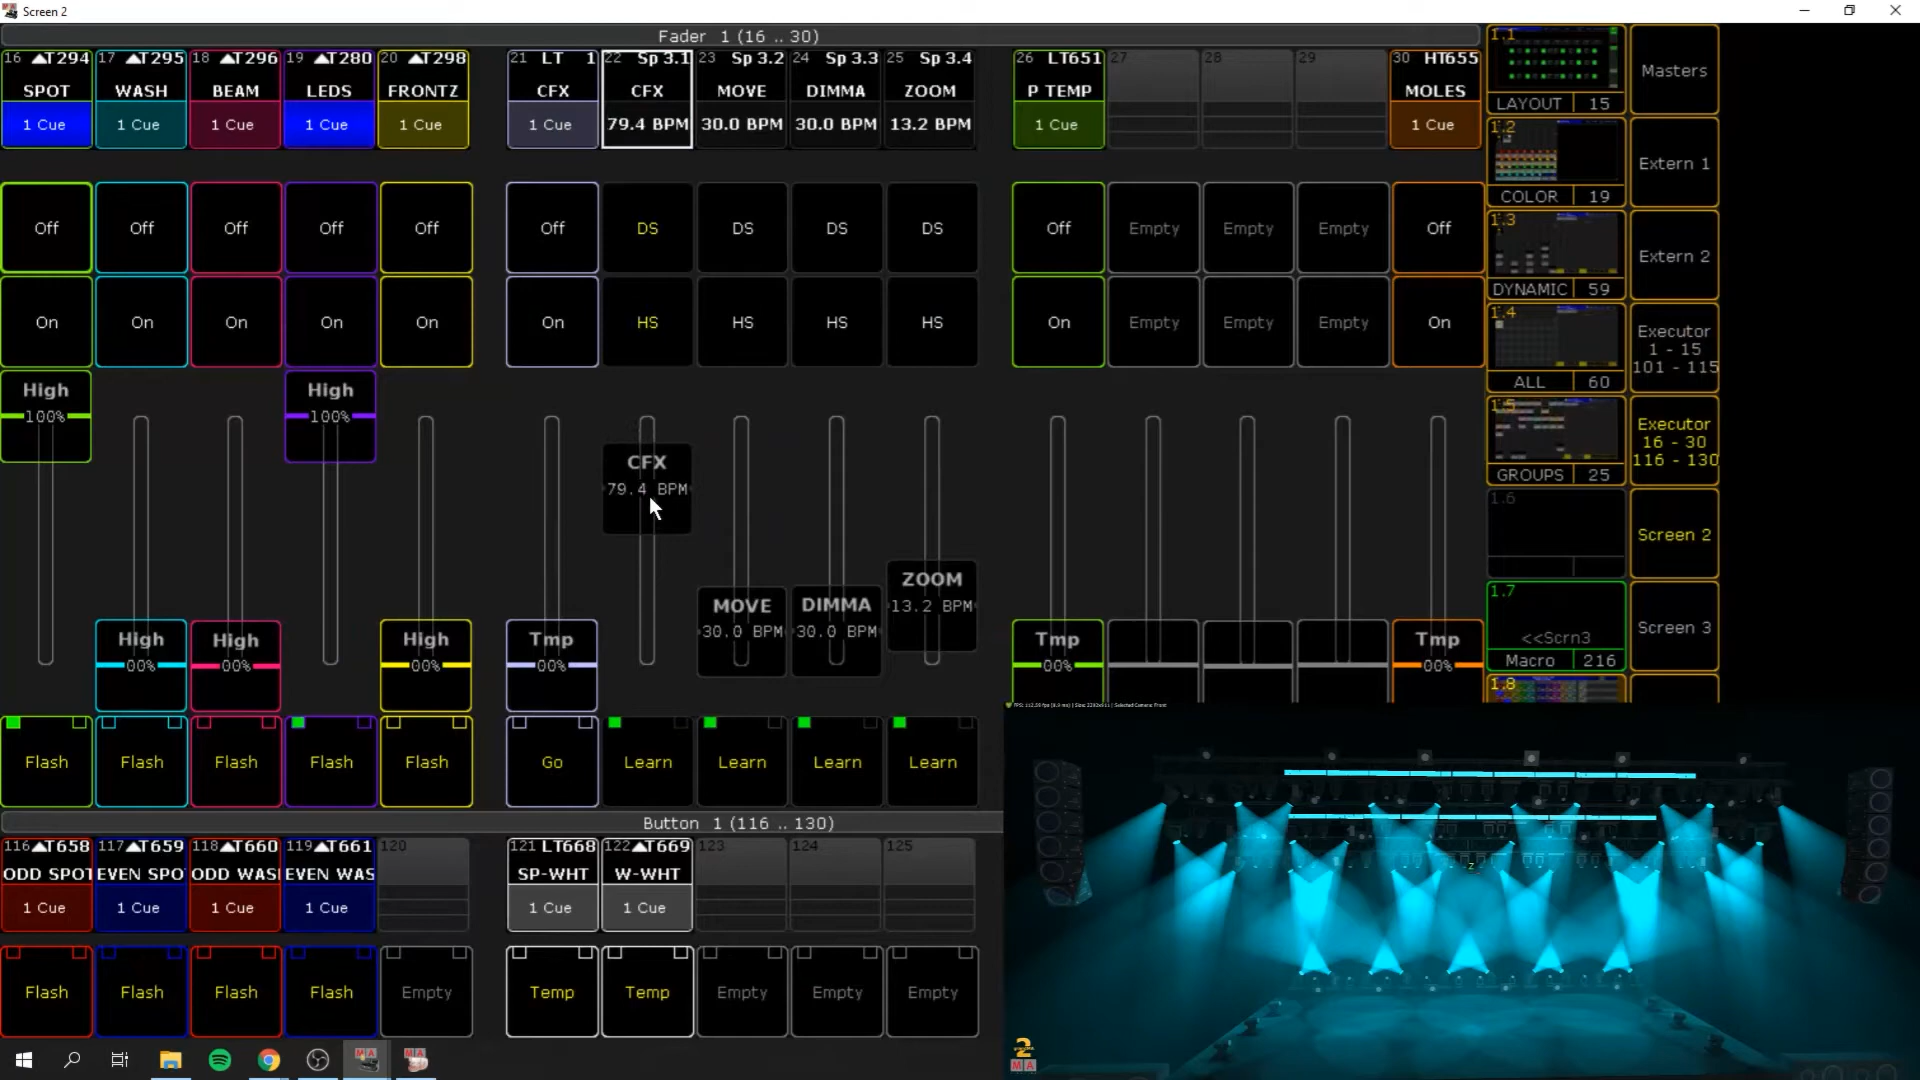 Screen 2
Fader 1 (16 .. 30)
16 T294 17 T295 18 T296 19 T280 20 T298 21 LT 1 22 Sp 3.1 23 Sp 3.2 24 Sp 3.3 25 Sp 3.4 26 LT651 27 28 29 30 HT655
SPOT WASH BEAM LEDS FRONTZ CFX CFX MOVE DIMMA ZOOM P TEMP MOLES
1 Cue 1 Cue 1 Cue 1 Cue 1 Cue 1 Cue 79.4 BPM 30.0 BPM 30.0 BPM 13.2 BPM 1 Cue 1 Cue
Off Off Off Off Off Off DS DS DS DS Off Empty Empty Empty Off
On On On On On On HS HS HS HS On Empty Empty Empty On
High High
100% 100%
CFX
79.4 BPM
ZOOM
13.2 BPM
MOVE DIMMA
30.0 BPM 30.0 BPM
High High High Tmp Tmp Tmp
00% 00% 00% 00% 00% 00%
Flash Flash Flash Flash Flash Go Learn Learn Learn Learn
Button 1 (116 .. 130)
116 T658 117 T659 118 T660 119 T661 120 121 LT668 122 T669 123 124 125
ODD SPOT EVEN SPO ODD WAS EVEN WAS SP-WHT W-WHT
1 Cue 1 Cue 1 Cue 1 Cue 1 Cue 1 Cue
Flash Flash Flash Flash Empty Temp Temp Empty Empty Empty
1.1
LAYOUT 15
1.2
COLOR 19
1.3
DYNAMIC 59
1.4
ALL 60
1.5
GROUPS 25
1.6
1.7
<<Scrn3
Macro 216
1.8
Masters
Extern 1
Extern 2
Executor
1 - 15
101 - 115
Executor
16 - 30
116 - 130
Screen 2
Screen 3
Z
2
MA